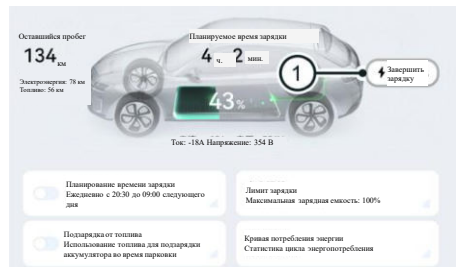 Оставшийся пробег
134 км
Электроэнергия: 78 км
Топливо: 56 км
Планируемое время зарядки
4 ч. 2 мин.
1
Завершить
зарядку
43%
Ток: -18А Напряжение: 354 В
Планирование времени зарядки
Ежедневно с 20:30 до 09:00 следующего
дня
Лимит зарядки
Максимальная зарядная емкость: 100%
Подзарядка от топлива
Использование топлива для подзарядки
аккумулятора во время парковки
Кривая потребления энергии
Статистика цикла энергопотребления